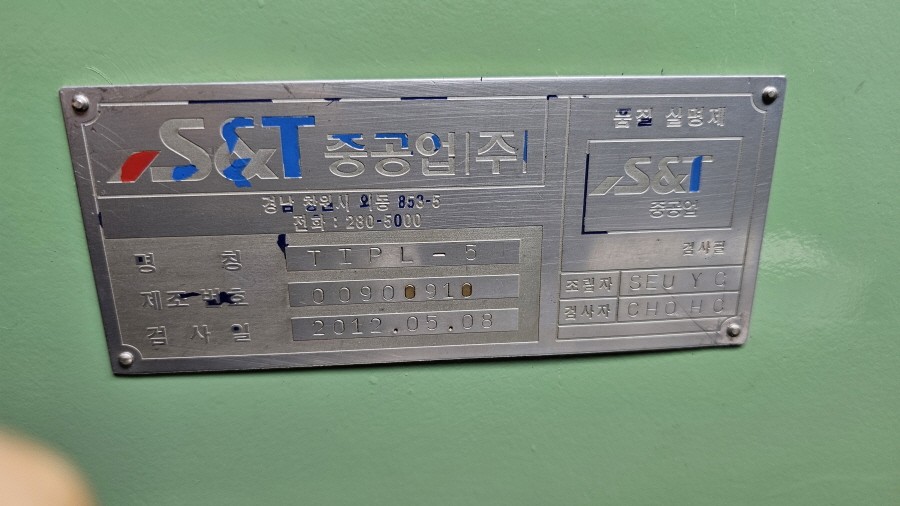 S&T 중공업(주)
경남 창원시 외동 853-5
전화 : 280-5000
명 칭 TIPL-5
제조번호 00900910
검사일 2012.05.08
품질 실명제
S&T
중공업
검사필
조립자 SEU Y C
검사자 CHO H C